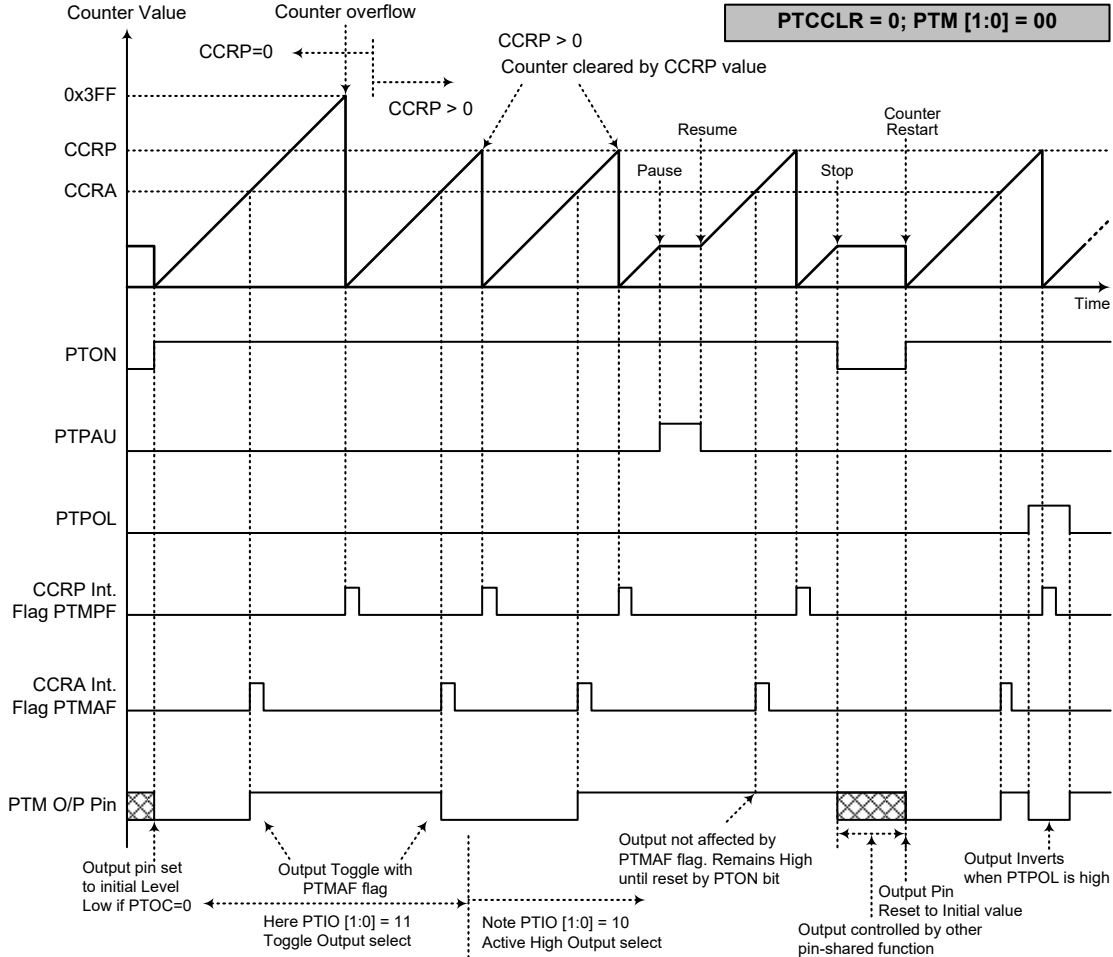 Counter Value
Counter overflow
PTCCLR = 0; PTM [1:0] = 00
CCRP=0
CCRP > 0
CCRP > 0
Counter cleared by CCRP value
0x3FF
CCRP
CCRA
Resume
Pause
Stop
Counter
Restart
Time
PTON
PTPAU
PTPOL
CCRP Int.
Flag PTMPF
CCRA Int.
Flag PTMAF
PTM O/P Pin
Output pin set
to initial Level
Low if PTOC=0
Output Toggle with
PTMAF flag
Here PTIO [1:0] = 11
Toggle Output select
Note PTIO [1:0] = 10
Active High Output select
Output not affected by
PTMAF flag. Remains High
until reset by PTON bit
Output Pin
Reset to Initial value
Output controlled by other
pin-shared function
Output Inverts
when PTPOL is high